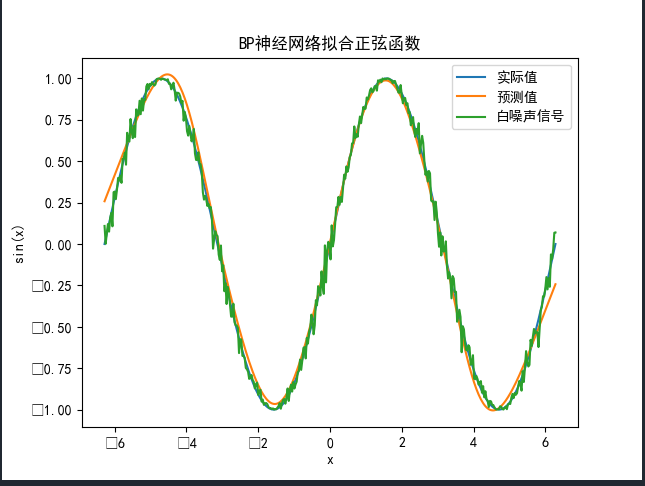 BP神经网络拟合正弦函数
实际值
预测值
白噪声信号
1.00
0.75
0.50
0.25
0.00
□0.25
□0.50
□0.75
□1.00
sin(x)
□6 □4 □2 0 2 4 6
x